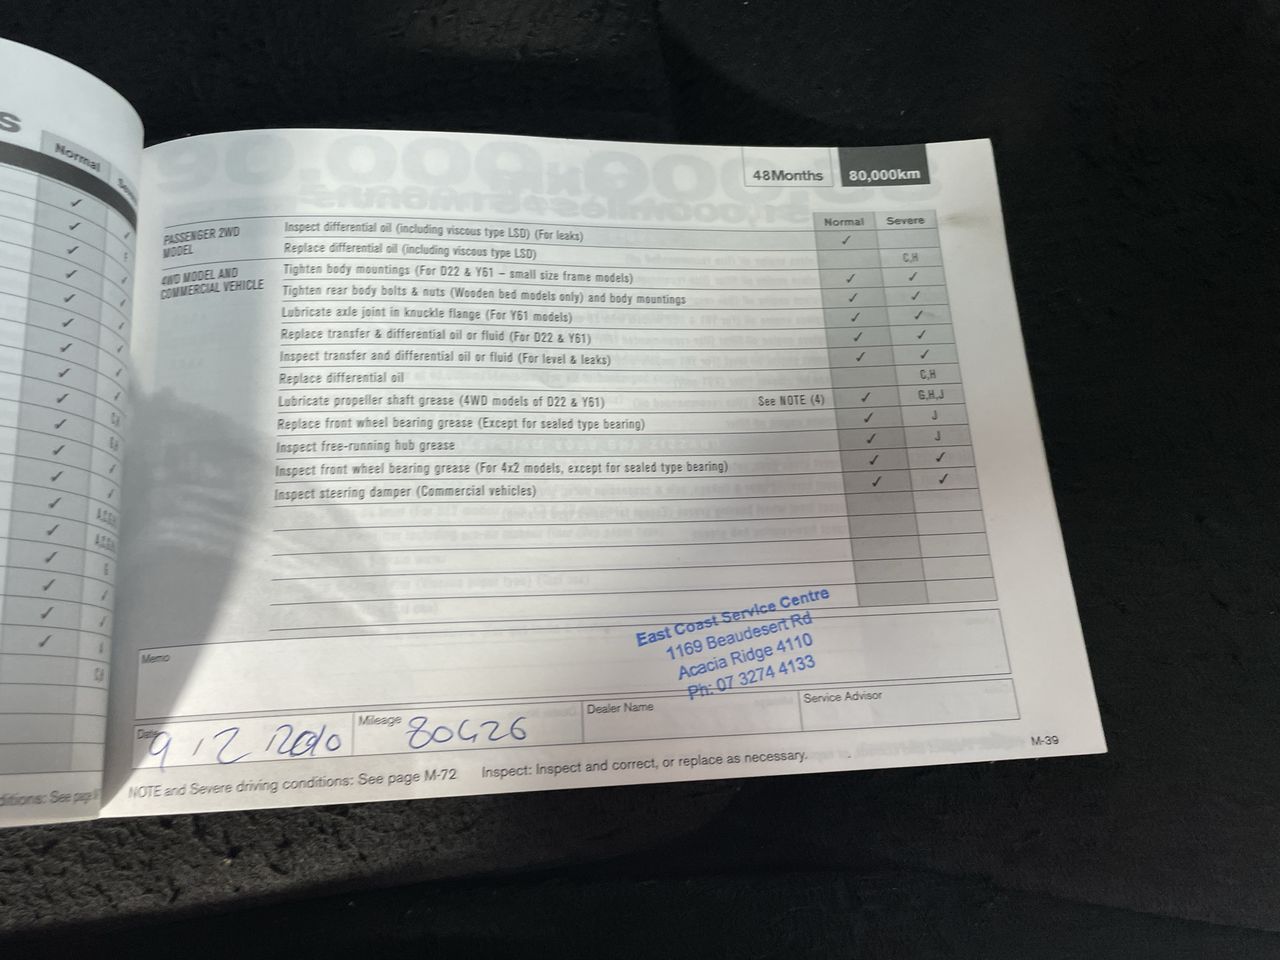 s
Normal
48Months 80,000km
Normal Severe
PASSENGER 2WD MODEL
Inspect differential oil (including viscous type LSD) (For leaks) ✓
Replace differential oil (including viscous type LSD) C,H
4WD MODEL AND COMMERCIAL VEHICLE
Tighten body mountings (For D22 & Y61 – small size frame models) ✓ ✓
Tighten rear body bolts & nuts (Wooden bed models only) and body mountings ✓ ✓
Lubricate axle joint in knuckle flange (For Y61 models) ✓ ✓
Replace transfer & differential oil or fluid (For D22 & Y61) ✓ ✓
Inspect transfer and differential oil or fluid (For level & leaks) ✓ ✓
Replace differential oil C,H
Lubricate propeller shaft grease (4WD models of D22 & Y61) See NOTE (4) ✓ G,H,J
Replace front wheel bearing grease (Except for sealed type bearing) ✓ J
Inspect free-running hub grease ✓ J
Inspect front wheel bearing grease (For 4x2 models, except for sealed type bearing) ✓ ✓
Inspect steering damper (Commercial vehicles) ✓ ✓
East Coast Service Centre
1169 Beaudesert Rd
Acacia Ridge 4110
Ph: 07 3274 4133
Memo
Date Mileage 80426 Dealer Name Service Advisor
NOTE and Severe driving conditions: See page M-72 Inspect: Inspect and correct, or replace as necessary.
M-39
ditions: See page